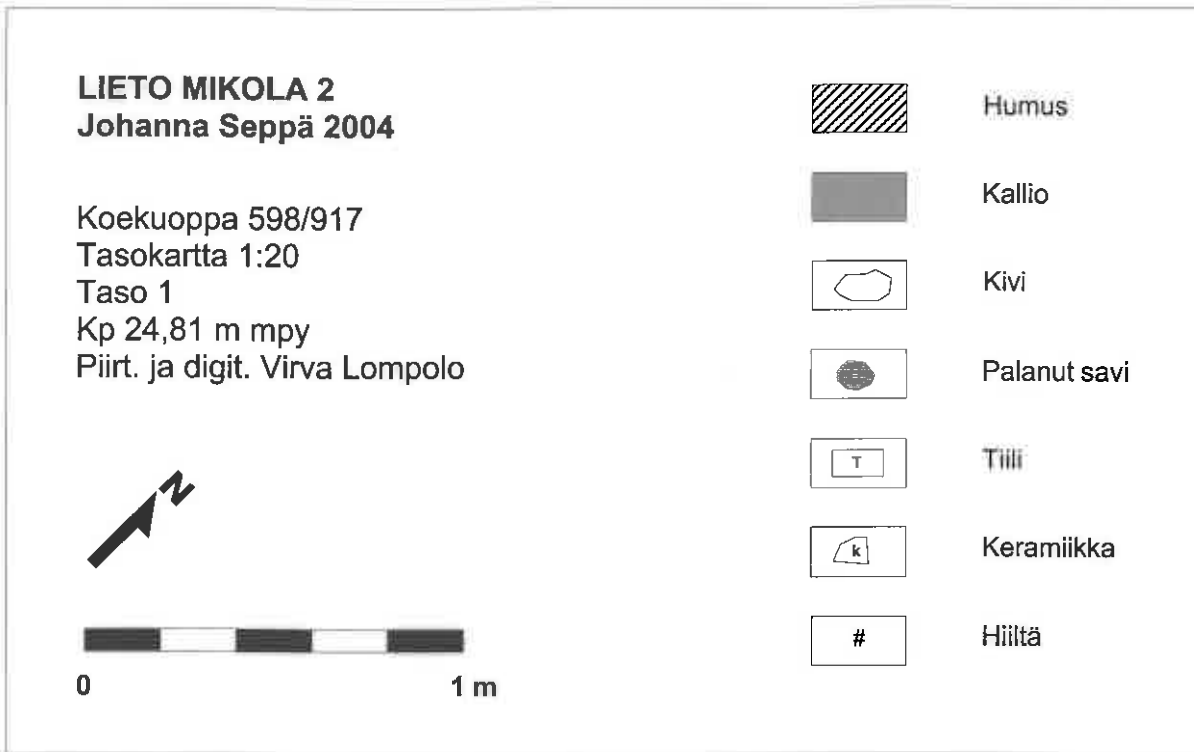 LIETO MIKOLA 2
Johanna Seppä 2004
Koekuoppa 598/917
Tasokartta 1:20
Taso 1
Kp 24,81 m mpy
Piirt. ja digit. Virva Lompolo
N
0 1 m
Humus
Kallio
Kivi
Palanut savi
T Tiili
k Keramiikka
# Hiiltä